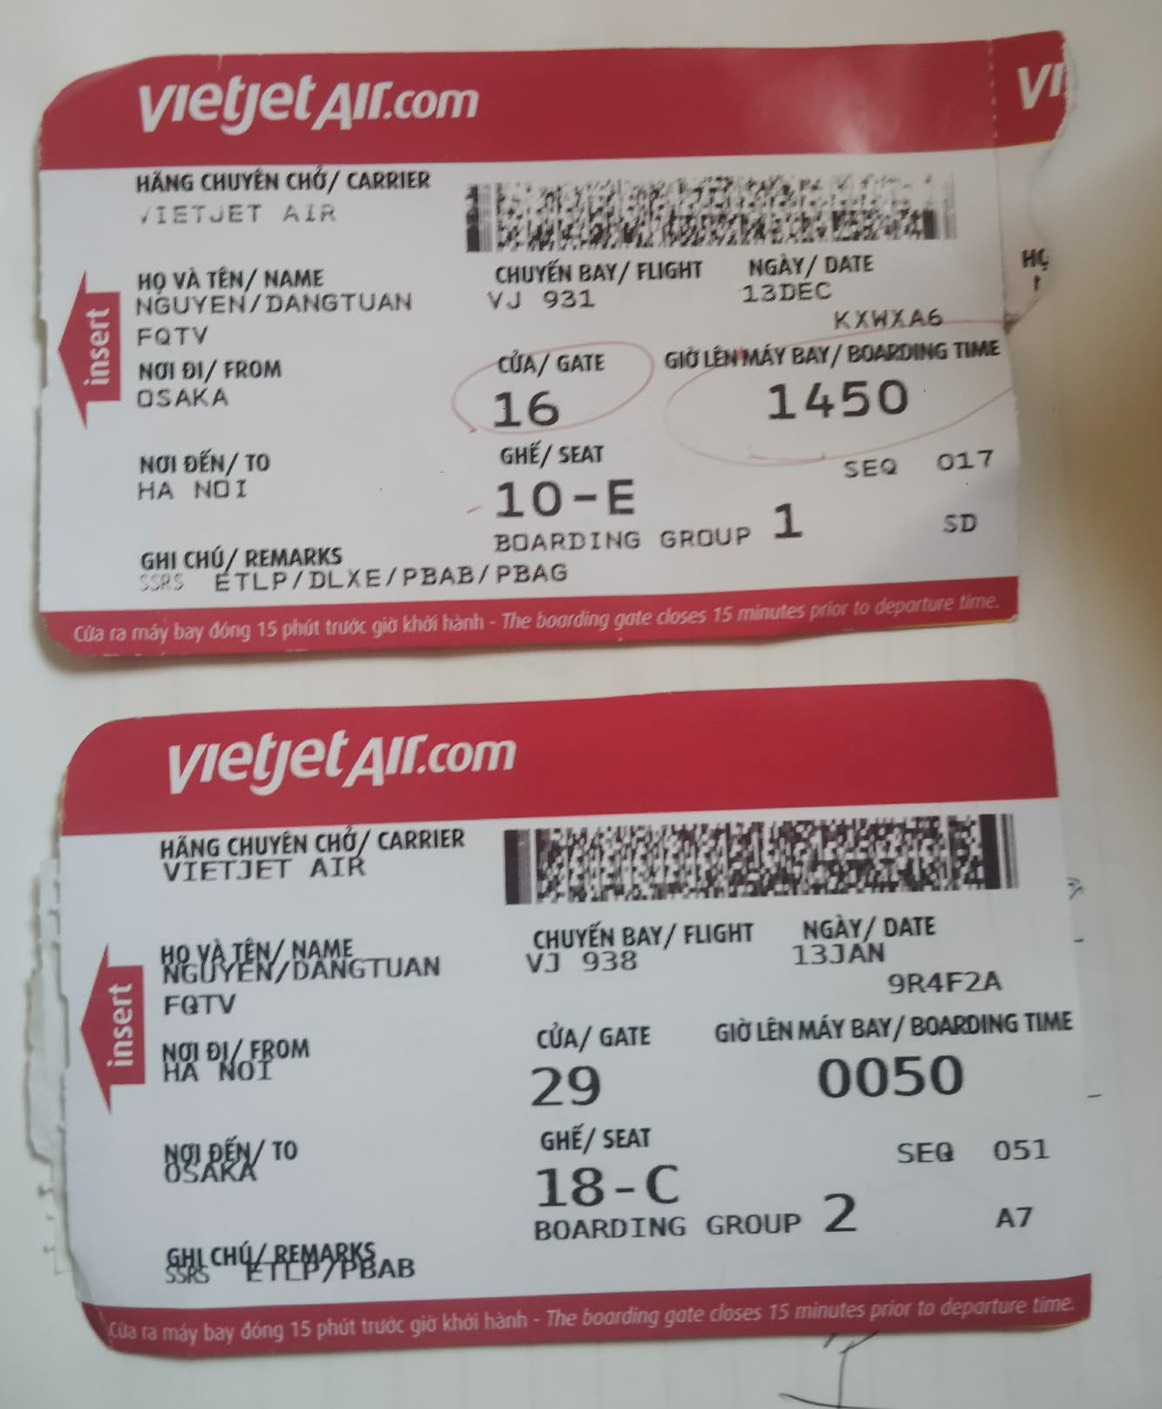 vietjetAir.com
VI
HÃNG CHUYÊN CHỞ/ CARRIER
VIETJET AIR
HỌ VÀ TÊN/ NAME
CHUYẾN BAY/ FLIGHT
NGÀY/ DATE
HỌ
NGUYEN/DANGTUAN
VJ 931
13DEC
FQTV
KXWXA6
insert
NƠI ĐI/ FROM
CỬA/ GATE
GIỜ LÊN MÁY BAY/ BOARDING TIME
OSAKA
16
1450
NƠI ĐẾN/ TO
GHẾ/ SEAT
SEQ 017
HA NOI
10-E
BOARDING GROUP 1
SD
GHI CHÚ/ REMARKS
SSRS ETLP/DLXE/PBAB/PBAG
Cửa ra máy bay đóng 15 phút trước giờ khởi hành - The boarding gate closes 15 minutes prior to departure time.
vietjetAir.com
HÃNG CHUYÊN CHỞ/ CARRIER
VIETJET AIR
HỌ VÀ TÊN/ NAME
CHUYẾN BAY/ FLIGHT
NGÀY/ DATE
NGUYEN/DANGTUAN
VJ 938
13JAN
FQTV
9R4F2A
insert
NƠI ĐI/ FROM
CỬA/ GATE
GIỜ LÊN MÁY BAY/ BOARDING TIME
HA NOI
29
0050
NƠI ĐẾN/ TO
GHẾ/ SEAT
SEQ 051
OSAKA
18-C
BOARDING GROUP 2
A7
GHI CHÚ/ REMARKS
SSRS ETLP/PBAB
Cửa ra máy bay đóng 15 phút trước giờ khởi hành - The boarding gate closes 15 minutes prior to departure time.